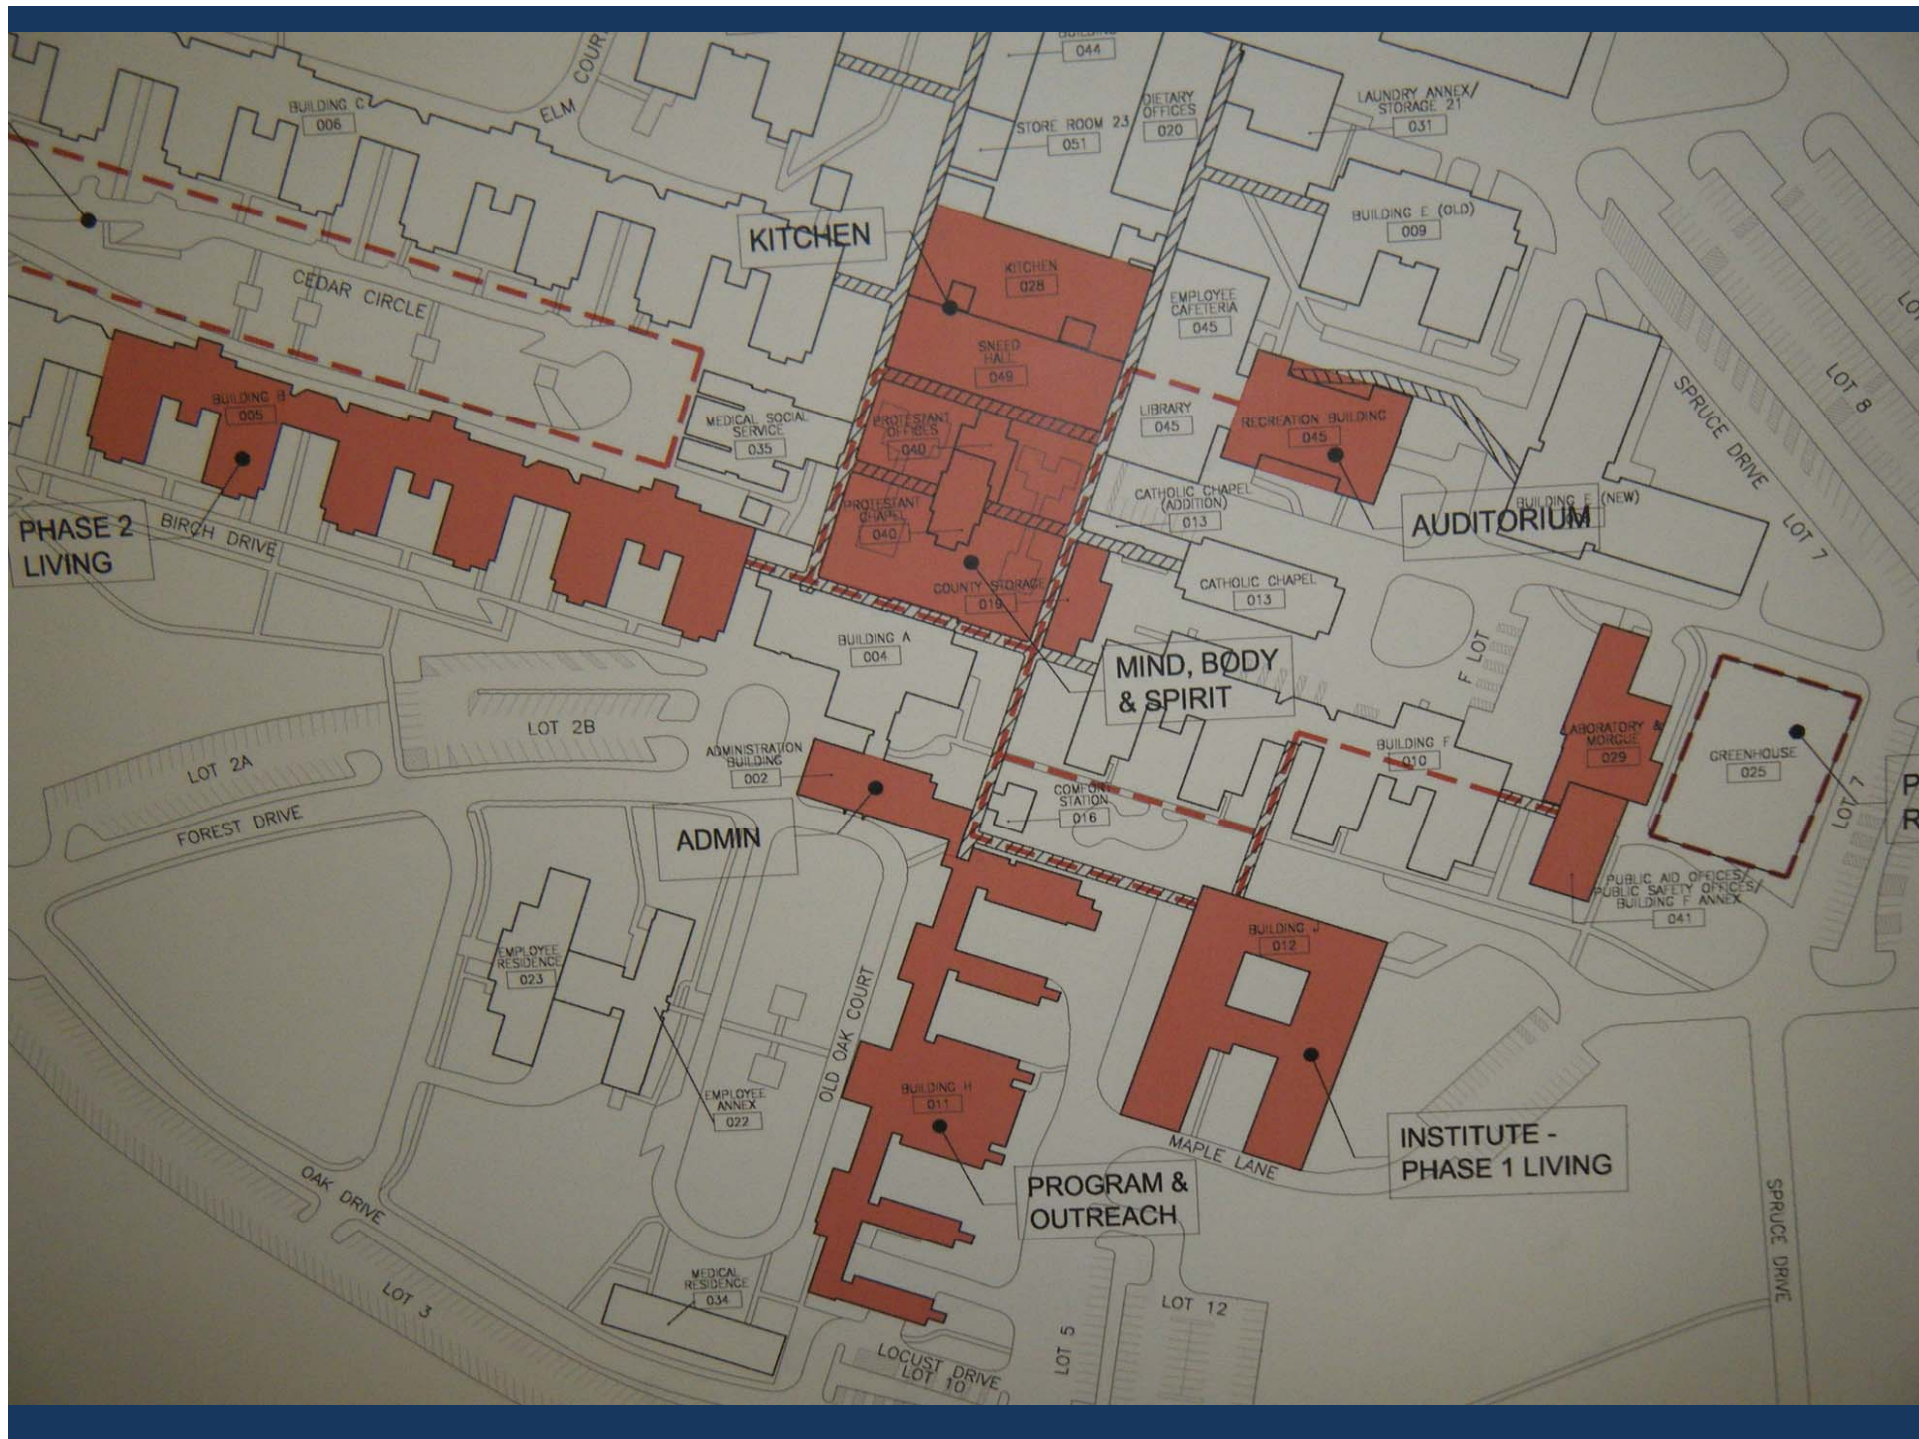 044
BUILDING C
006
ELM COURT
STORE ROOM 23
051
DIETARY
OFFICES
020
LAUNDRY ANNEX/
STORAGE 21
031
BUILDING E (OLD)
009
KITCHEN
KITCHEN
028
CEDAR CIRCLE
EMPLOYEE
CAFETERIA
045
SNEED
HALL
049
BUILDING B
005
MEDICAL SOCIAL
SERVICE
035
PROTESTANT
OFFICES
040
LIBRARY
045
RECREATION BUILDING
045
SPRUCE DRIVE
LOT 8
LOT 7
PHASE 2
LIVING
BIRCH DRIVE
PROTESTANT
CHAPEL
040
CATHOLIC CHAPEL
(ADDITION)
013
AUDITORIUM
BUILDING E (NEW)
COUNTY STORAGE
019
CATHOLIC CHAPEL
013
BUILDING A
004
MIND, BODY
& SPIRIT
F LOT
LOT 2B
LOT 2A
ADMINISTRATION
BUILDING
002
BUILDING F
010
LABORATORY &
MORGUE
029
GREENHOUSE
025
LOT 7
P
R
FOREST DRIVE
ADMIN
COMFORT
STATION
016
PUBLIC AID OFFICES/
PUBLIC SAFETY OFFICES/
BUILDING F ANNEX
041
EMPLOYEE
RESIDENCE
023
BUILDING J
012
OLD OAK COURT
EMPLOYEE
ANNEX
022
BUILDING H
011
MAPLE LANE
INSTITUTE -
PHASE 1 LIVING
PROGRAM &
OUTREACH
OAK DRIVE
SPRUCE DRIVE
LOT 3
MEDICAL
RESIDENCE
034
LOT 12
LOT 5
LOCUST DRIVE
LOT 10